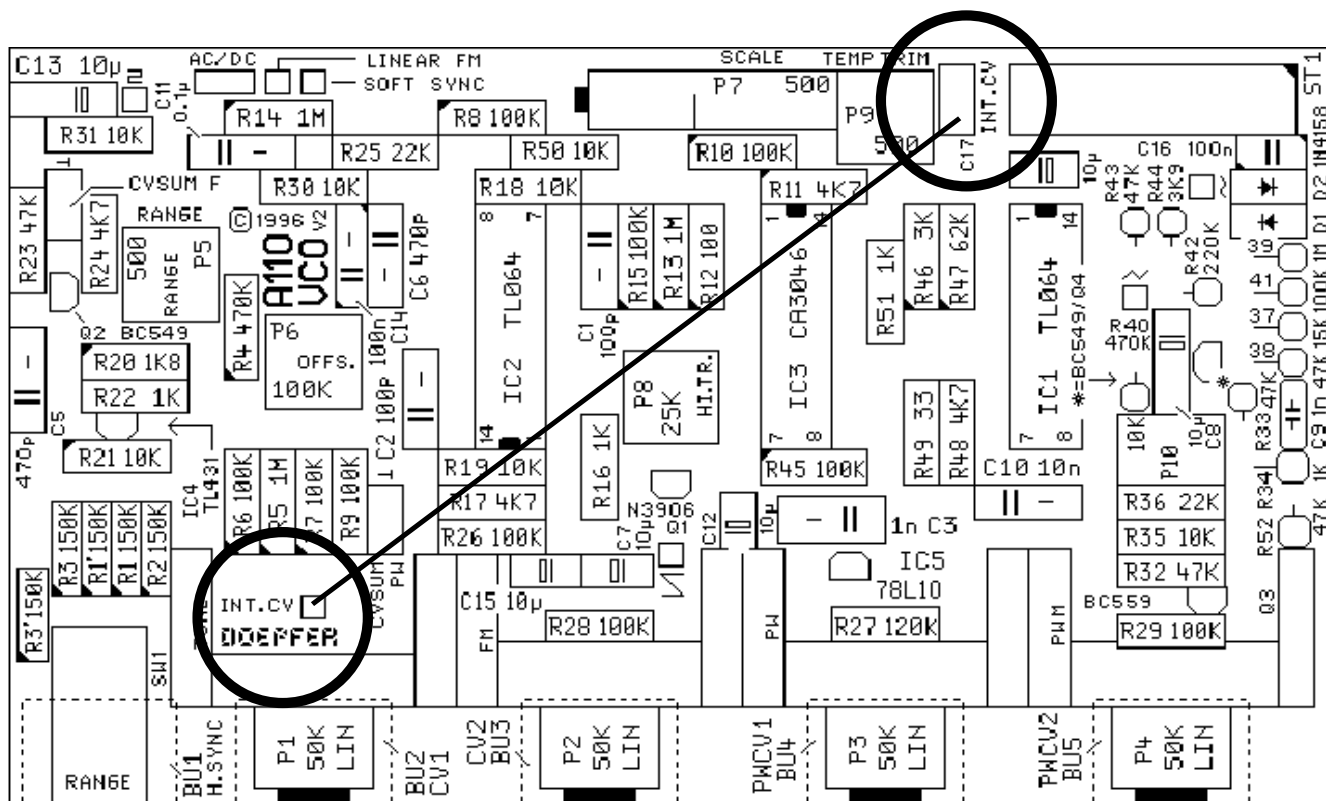 C13 10µ
C11
0.1µ
AC/DC
LINEAR FM
SOFT SYNC
SCALE
TEMP TRIM
P7 500
P9
500
C17
INT.CV
ST1
R31 10K
R14 1M
R8 100K
R25 22K
R50 10K
R10 100K
10µ
C16 100n
1N4158
D2
D1
CVSUM F
R30 10K
R18 10K
R11 4K7
R43
47K
R44
3K9
R23 47K
R24 4K7
RANGE
500
RANGE
P5
© 1996
A110
VCO
V2
C6 470p
8
7
IC2 TL064
14
1
R15 100K
R13 1M
R12 100
1
14
IC3 CA3046
7
8
R51 1K
R46 3K
R47 62K
1
14
IC1 TL064
7
8
*=BC549/Q4
R42
220K
39
1M
41
100K
37
15K
38
47K
Q2 BC549
R4 470K
P6
OFFS.
100K
100n
C14
C1
100p
R40
470K
R20 1K8
R22 1K
C5
470p
R21 10K
IC4
TL431
C2 100p
P8
25K
HI.TR.
R16 1K
R49 33
R48 4K7
*
10K
P10
10µ
C8
47K
R33
C9 1n
R19 10K
R45 100K
C10 10n
R34 1K
R6 100K
R5 1M
R7 100K
R9 100K
R17 4K7
R26 100K
N3906
Q1
C7
10µ
C12
10µ
1n C3
IC5
78L10
R36 22K
R35 10K
R32 47K
R52 47K
R3 150K
R1' 150K
R1 150K
R2 150K
R3' 150K
INT.CV
DOEPFER
CVSUM
PW
C15 10µ
R28 100K
R27 120K
BC559
R29 100K
Q3
SW1
FM
PW
PWM
RANGE
BU1
H.SYNC
P1
50K
LIN
BU2
CV1
CV2
BU3
P2
50K
LIN
PWCV1
BU4
P3
50K
LIN
PWCV2
BU5
P4
50K
LIN